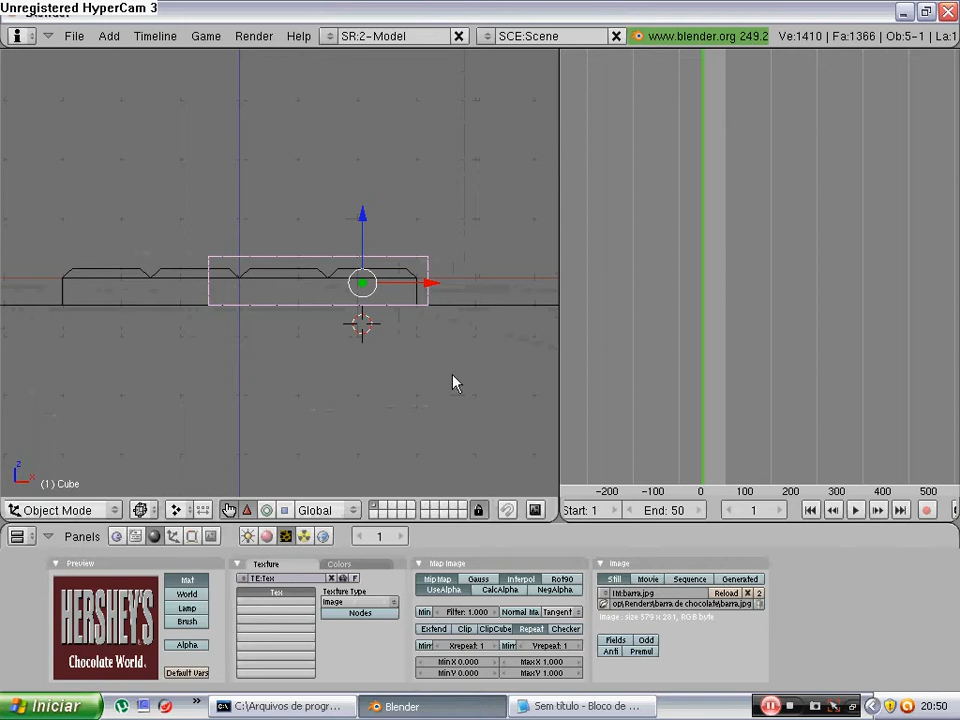 Unregistered HyperCam 3
File Add Timeline Game Render Help SR:2-Model SCE:Scene www.blender.org 249.2 Ve:1410 | Fa:1366 | Ob:5-1 | La:1
z
x
(1) Cube
Object Mode Global
-200 -100 0 100 200 300 400 500
Start: 1 End: 50 1
Panels 1
Preview
HERSHEY'S
Chocolate World
Mat
World
Lamp
Brush
Alpha
Default Vars
Texture Colors
TE:Tex F
Tex
Texture Type
Image
Nodes
Map Image
MipMap Gauss Interpol Rot90
UseAlpha CalcAlpha NegAlpha
Min Filter: 1.000 Normal Ma Tangent
Extend Clip ClipCube Repeat Checker
Mirr Xrepeat: 1 Mirr Yrepeat: 1
MinX 0.000 MaxX 1.000
MinY 0.000 MaxY 1.000
Image
Still Movie Sequence Generated
IM:barra.jpg Reload 2
op\Renders\barra de chocolate\barra.jpg
Image: size 579 x 281, RGB byte
Fields Odd
Anti Premul
Iniciar C:\Arquivos de progr... Blender Sem título - Bloco de ... 20:50